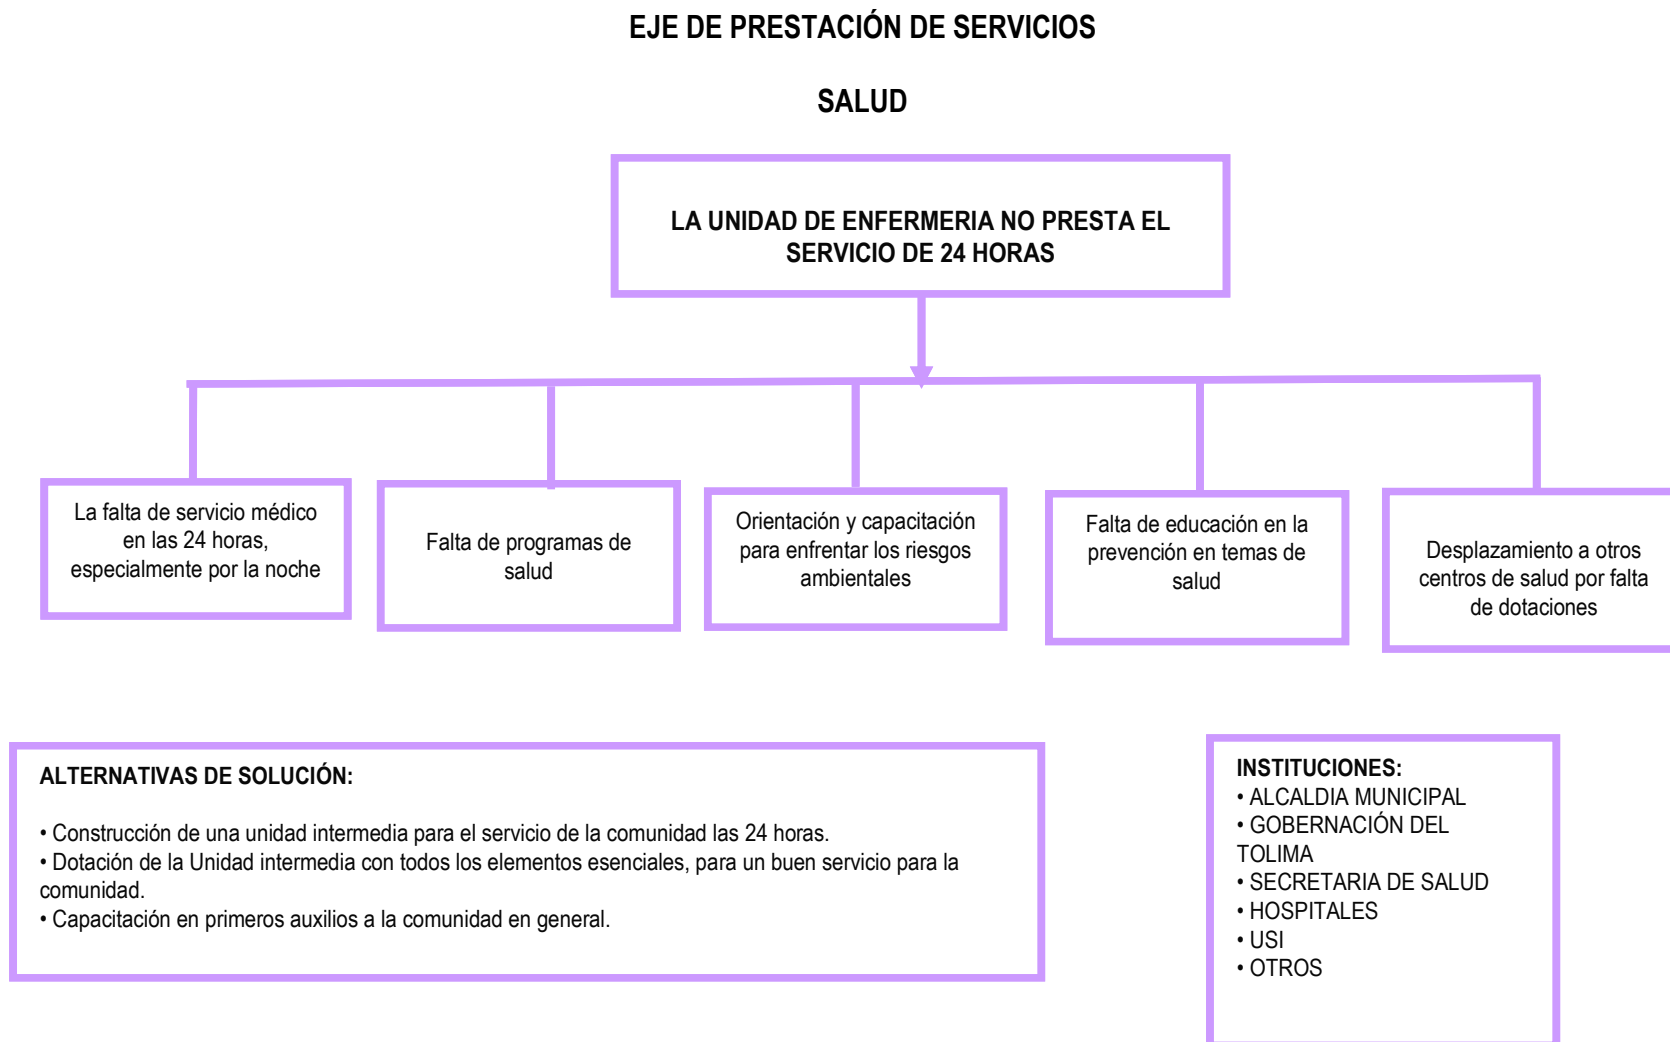 EJE DE PRESTACIÓN DE SERVICIOS
SALUD
LA UNIDAD DE ENFERMERIA NO PRESTA EL
SERVICIO DE 24 HORAS
La falta de servicio médico
en las 24 horas,
especialmente por la noche
Falta de programas de
salud
Orientación y capacitación
para enfrentar los riesgos
ambientales
Falta de educación en la
prevención en temas de
salud
Desplazamiento a otros
centros de salud por falta
de dotaciones
ALTERNATIVAS DE SOLUCIÓN:
• Construcción de una unidad intermedia para el servicio de la comunidad las 24 horas.
• Dotación de la Unidad intermedia con todos los elementos esenciales, para un buen servicio para la
comunidad.
• Capacitación en primeros auxilios a la comunidad en general.
INSTITUCIONES:
• ALCALDIA MUNICIPAL
• GOBERNACIÓN DEL
TOLIMA
• SECRETARIA DE SALUD
• HOSPITALES
• USI
• OTROS